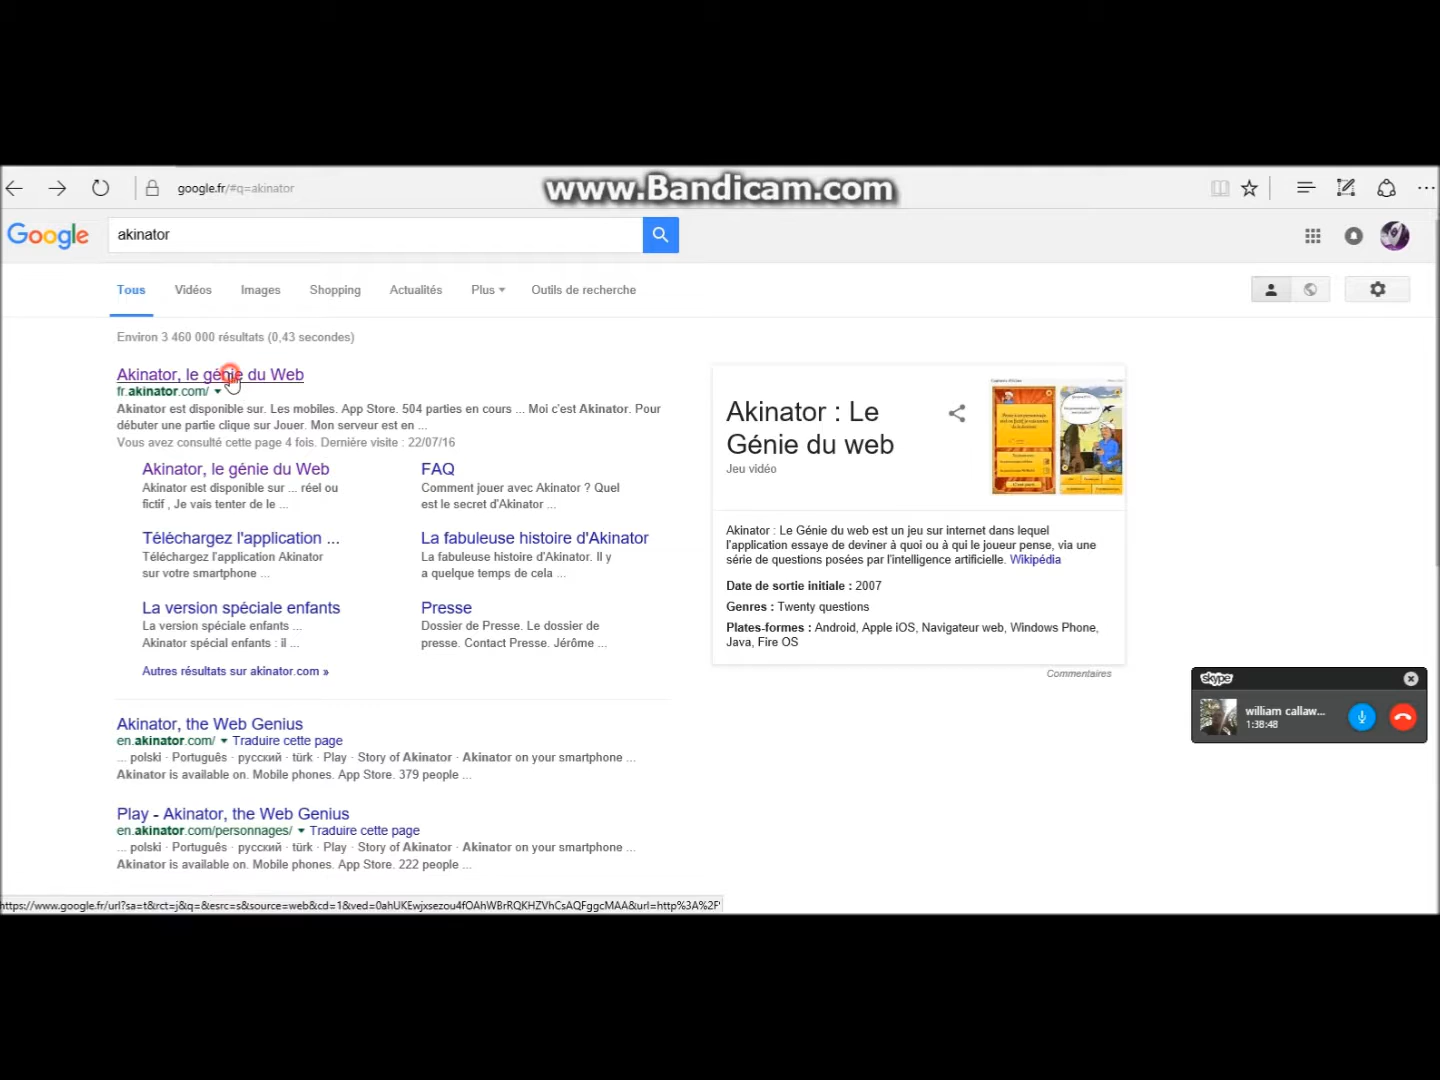 www.Bandicam.com
google.fr/#q=akinator
Google
akinator
Tous Vidéos Images Shopping Actualités Plus Outils de recherche
Environ 3 460 000 résultats (0,43 secondes)
Akinator, le génie du Web
fr.akinator.com/
Akinator est disponible sur. Les mobiles. App Store. 504 parties en cours ... Moi c'est Akinator. Pour
débuter une partie clique sur Jouer. Mon serveur est en ...
Vous avez consulté cette page 4 fois. Dernière visite : 22/07/16
Akinator, le génie du Web
Akinator est disponible sur ... réel ou
fictif , Je vais tenter de le ...
FAQ
Comment jouer avec Akinator ? Quel
est le secret d'Akinator ...
Téléchargez l'application ...
Téléchargez l'application Akinator
sur votre smartphone ...
La fabuleuse histoire d'Akinator
La fabuleuse histoire d'Akinator. Il y
a quelque temps de cela ...
La version spéciale enfants
La version spéciale enfants ...
Akinator spécial enfants : il ...
Presse
Dossier de Presse. Le dossier de
presse. Contact Presse. Jérôme ...
Autres résultats sur akinator.com »
Akinator, the Web Genius
en.akinator.com/ Traduire cette page
... polski · Português · русский · türk · Play · Story of Akinator · Akinator on your smartphone ...
Akinator is available on. Mobile phones. App Store. 379 people ...
Play - Akinator, the Web Genius
en.akinator.com/personnages/ Traduire cette page
... polski · Português · русский · türk · Play · Story of Akinator · Akinator on your smartphone ...
Akinator is available on. Mobile phones. App Store. 222 people ...
Akinator : Le
Génie du web
Jeu vidéo
Akinator : Le Génie du web est un jeu sur internet dans lequel
l'application essaye de deviner à quoi ou à qui le joueur pense, via une
série de questions posées par l'intelligence artificielle. Wikipédia
Date de sortie initiale : 2007
Genres : Twenty questions
Plates-formes : Android, Apple iOS, Navigateur web, Windows Phone,
Java, Fire OS
Commentaires
skype
william callaw...
1:38:48
https://www.google.fr/url?sa=t&rct=j&q=&esrc=s&source=web&cd=1&ved=0ahUKEwjxsezou4fOAhWBrRQKHZVhCsAQFggcMAA&url=http%3A%2F